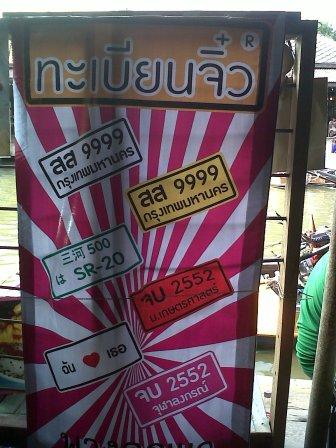 ทะเบียนจิ๋ว
+ R
สส 9999
กรุงเทพมหานคร
สส 9999
กรุงเทพมหานคร
三河 500
は SR-20
จบ 2552
ม.เกษตรศาสตร์
ฉัน ❤ เธอ
จบ 2552
จุฬาลงกรณ์